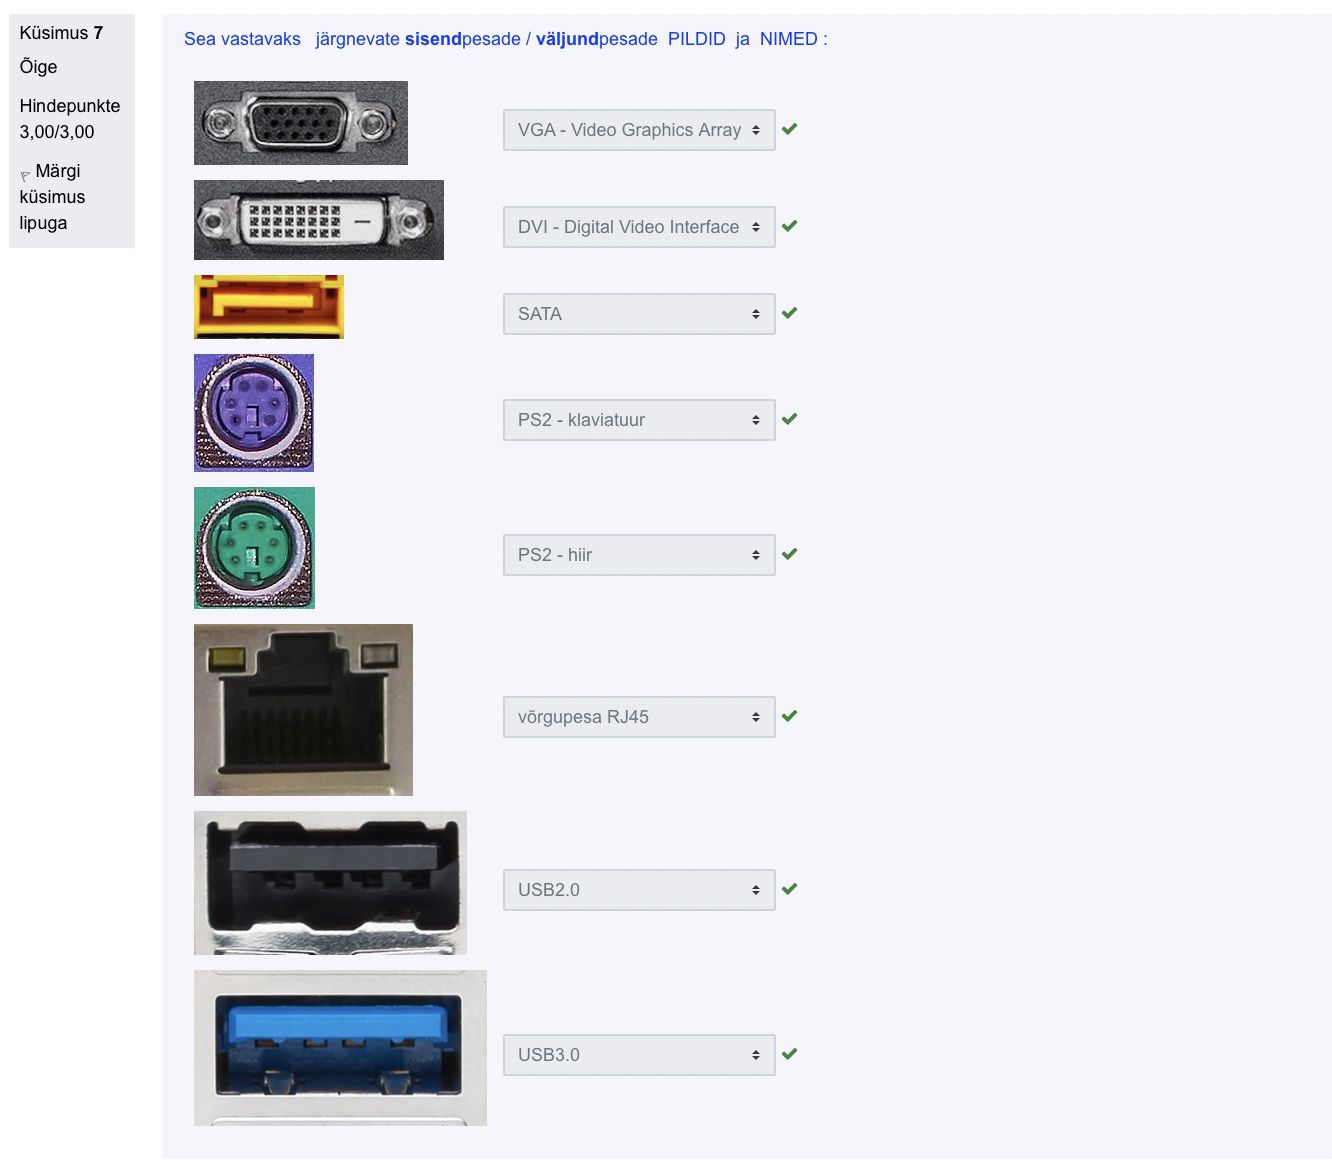 Küsimus 7
Õige
Hindepunkte
3,00/3,00
Märgi
küsimus
lipuga
Sea vastavaks järgnevate sisendpesade / väljundpesade PILDID ja NIMED :
VGA - Video Graphics Array
DVI - Digital Video Interface
SATA
PS2 - klaviatuur
PS2 - hiir
võrgupesa RJ45
USB2.0
USB3.0